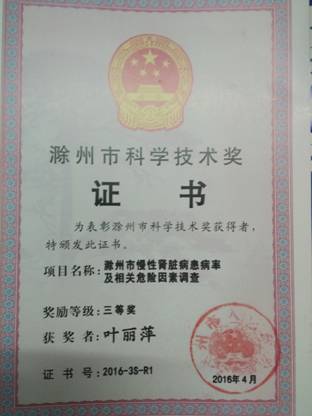 滁州市科学技术奖
证书
为表彰滁州市科学技术奖获得者，
特颁发此证书。
项目名称：滁州市慢性肾脏病患病率
及相关危险因素调查
奖励等级：三等奖
获奖者：叶丽萍
证书号：2016-3S-R1
2016年4月